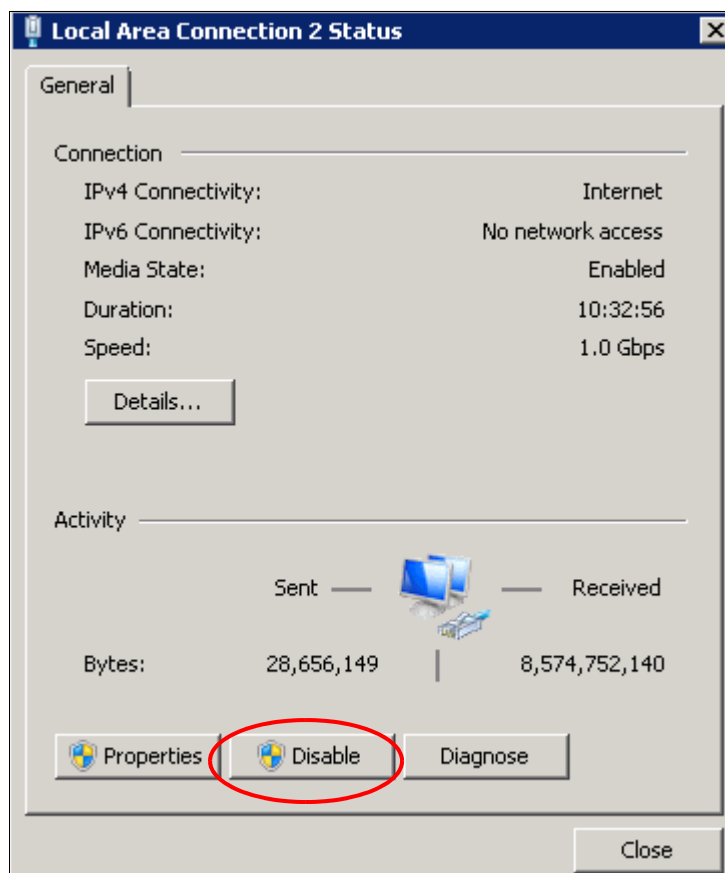 Local Area Connection 2 Status
General
Connection
IPv4 Connectivity: Internet
IPv6 Connectivity: No network access
Media State: Enabled
Duration: 10:32:56
Speed: 1.0 Gbps
Details...
Activity
Sent Received
Bytes: 28,656,149 8,574,752,140
Properties Disable Diagnose
Close